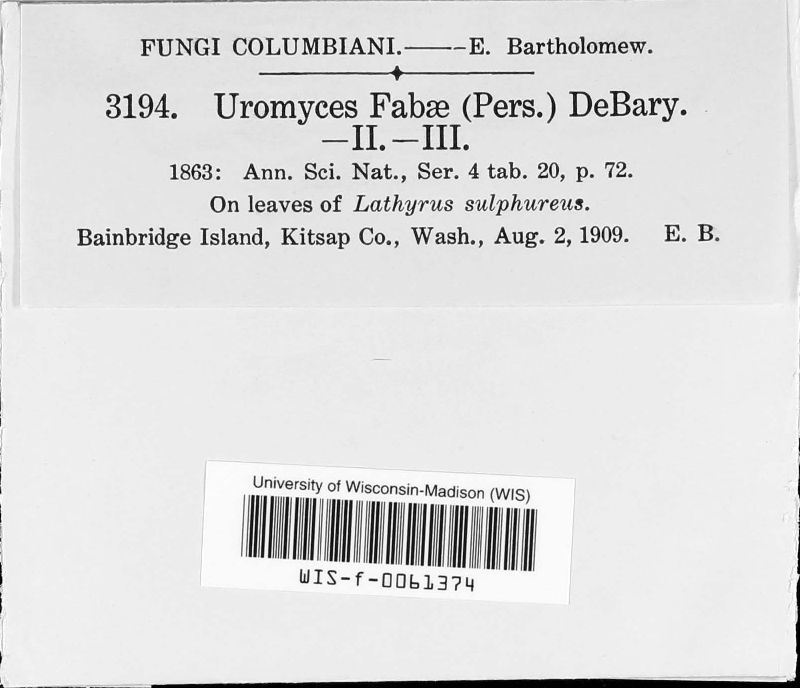 FUNGI COLUMBIANI.——E. Bartholomew.
3194. Uromyces Fabæ (Pers.) DeBary.
—II.—III.
1863: Ann. Sci. Nat., Ser. 4 tab. 20, p. 72.
On leaves of Lathyrus sulphureus.
Bainbridge Island, Kitsap Co., Wash., Aug. 2, 1909. E. B.
University of Wisconsin-Madison (WIS)
WIS-f-0061374